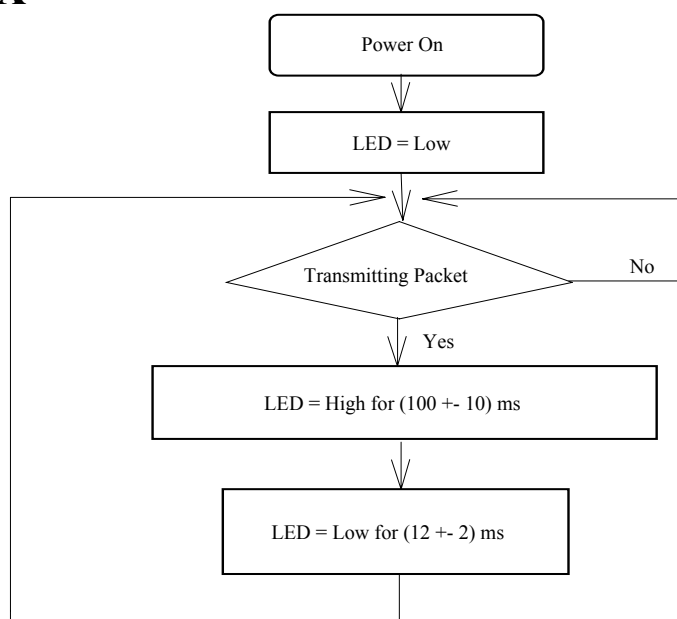 Power On
LED = Low
Transmitting Packet
No
Yes
LED = High for (100 +- 10) ms
LED = Low for (12 +- 2) ms